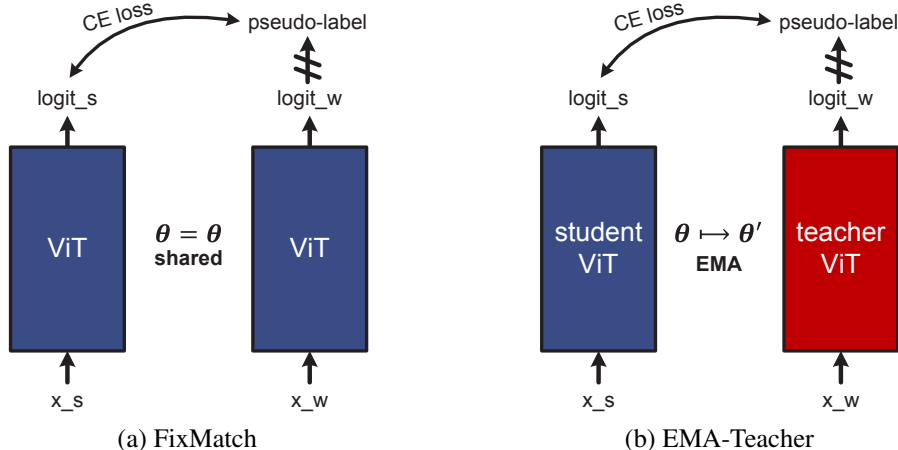 CE loss
pseudo-label
logit_s
logit_w
ViT
θ = θ
shared
ViT
x_s
x_w
(a) FixMatch
CE loss
pseudo-label
logit_s
logit_w
student
ViT
θ ⟼ θ′
EMA
teacher
ViT
x_s
x_w
(b) EMA-Teacher